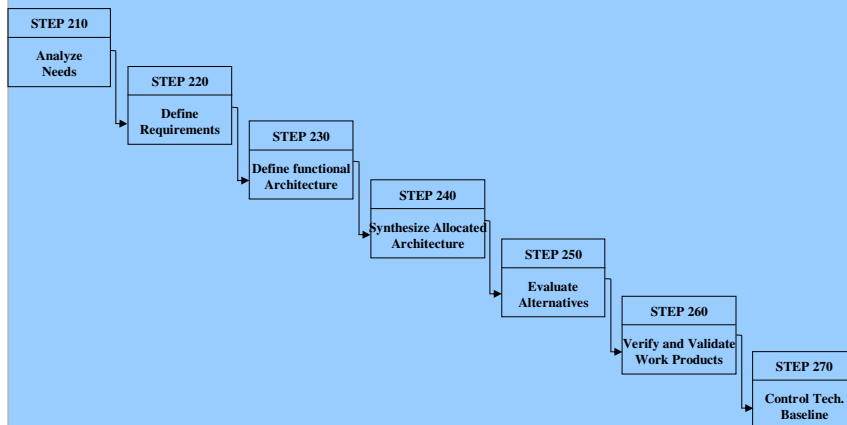 STEP 210
Analyze
Needs
STEP 220
Define
Requirements
STEP 230
Define functional
Architecture
STEP 240
Synthesize Allocated
Architecture
STEP 250
Evaluate
Alternatives
STEP 260
Verify and Validate
Work Products
STEP 270
Control Tech.
Baseline